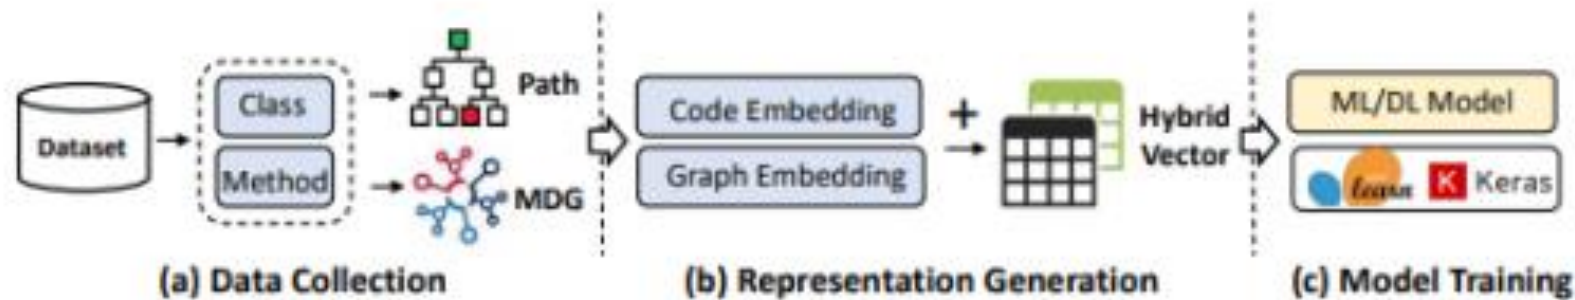 Dataset
Class
Method
Path
MDG
(a) Data Collection
Code Embedding
Graph Embedding
+
Hybrid
Vector
(b) Representation Generation
ML/DL Model
learn
K Keras
(c) Model Training